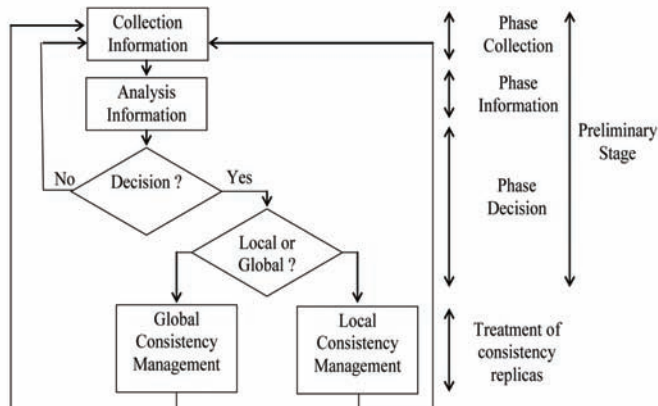 Collection
Information
Phase
Collection
Analysis
Information
Phase
Information
Preliminary
Stage
No
Decision ?
Yes
Phase
Decision
Local or
Global ?
Global
Consistency
Management
Local
Consistency
Management
Treatment of
consistency
replicas